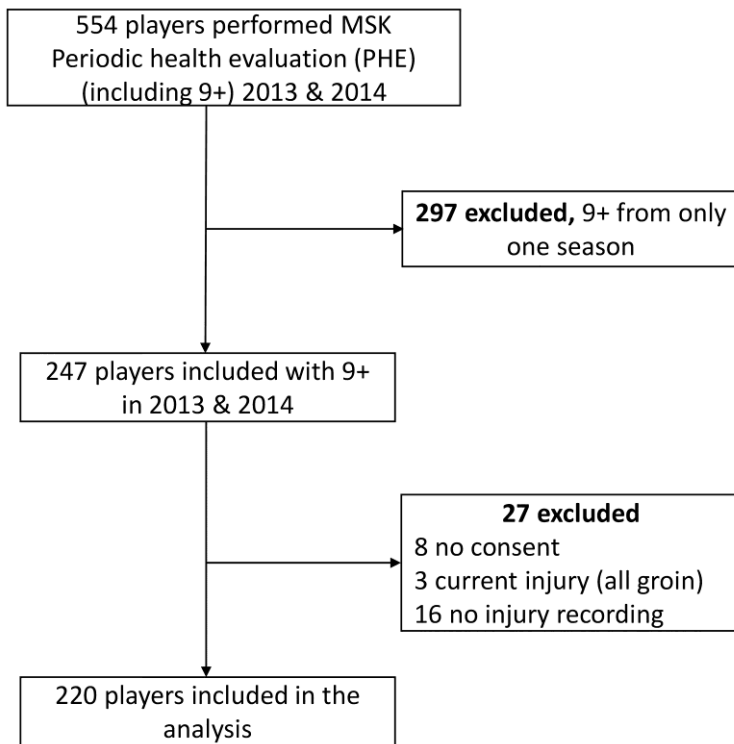 554 players performed MSK
Periodic health evaluation (PHE)
(including 9+) 2013 & 2014
297 excluded, 9+ from only
one season
247 players included with 9+
in 2013 & 2014
27 excluded
8 no consent
3 current injury (all groin)
16 no injury recording
220 players included in the
analysis